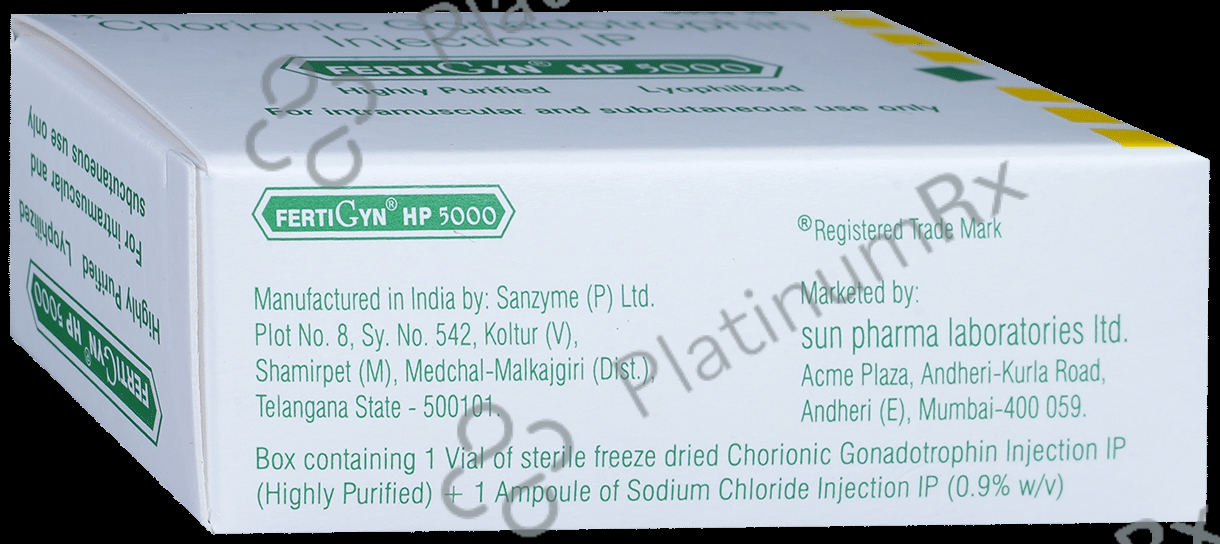 Chorionic Gonadotrophin
Injection IP
FERTIGYN® HP 5000
Highly Purified Lyophilized
For intramuscular and subcutaneous use only
FERTIGYN® HP 5000
Highly Purified Lyophilized
For intramuscular and
subcutaneous use only
FERTIGYN® HP 5000
Manufactured in India by: Sanzyme (P) Ltd.
Plot No. 8, Sy. No. 542, Koltur (V),
Shamirpet (M), Medchal-Malkajgiri (Dist.),
Telangana State - 500101.
®Registered Trade Mark
Marketed by:
sun pharma laboratories ltd.
Acme Plaza, Andheri-Kurla Road,
Andheri (E), Mumbai-400 059.
Box containing 1 Vial of sterile freeze dried Chorionic Gonadotrophin Injection IP
(Highly Purified) + 1 Ampoule of Sodium Chloride Injection IP (0.9% w/v)
PlatinumRx